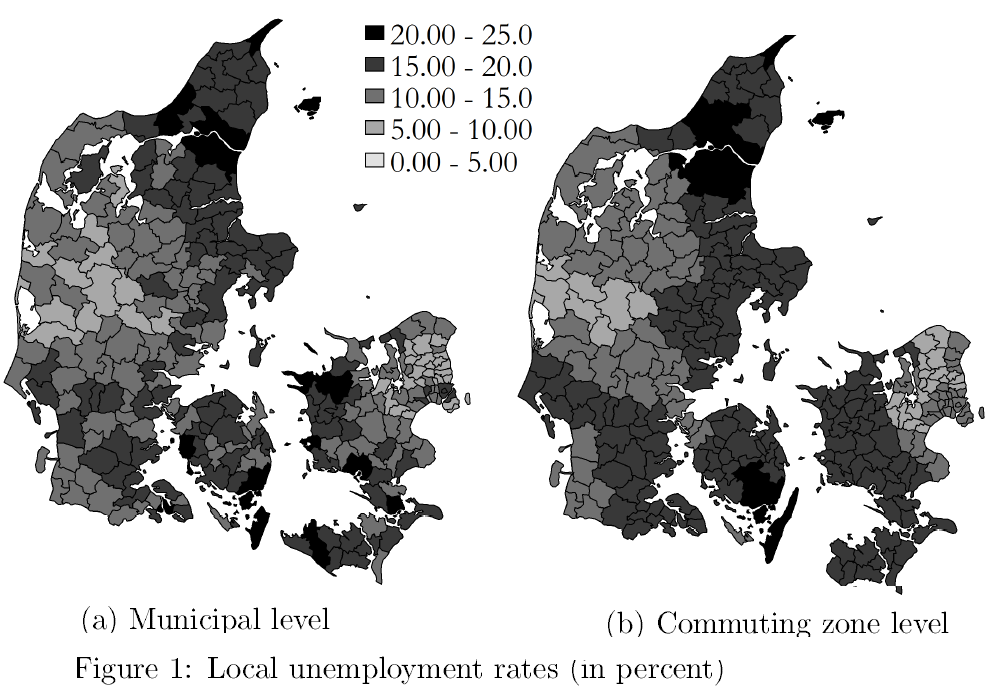 20.00 - 25.0
15.00 - 20.0
10.00 - 15.0
5.00 - 10.00
0.00 - 5.00
(a) Municipal level
(b) Commuting zone level
Figure 1: Local unemployment rates (in percent)